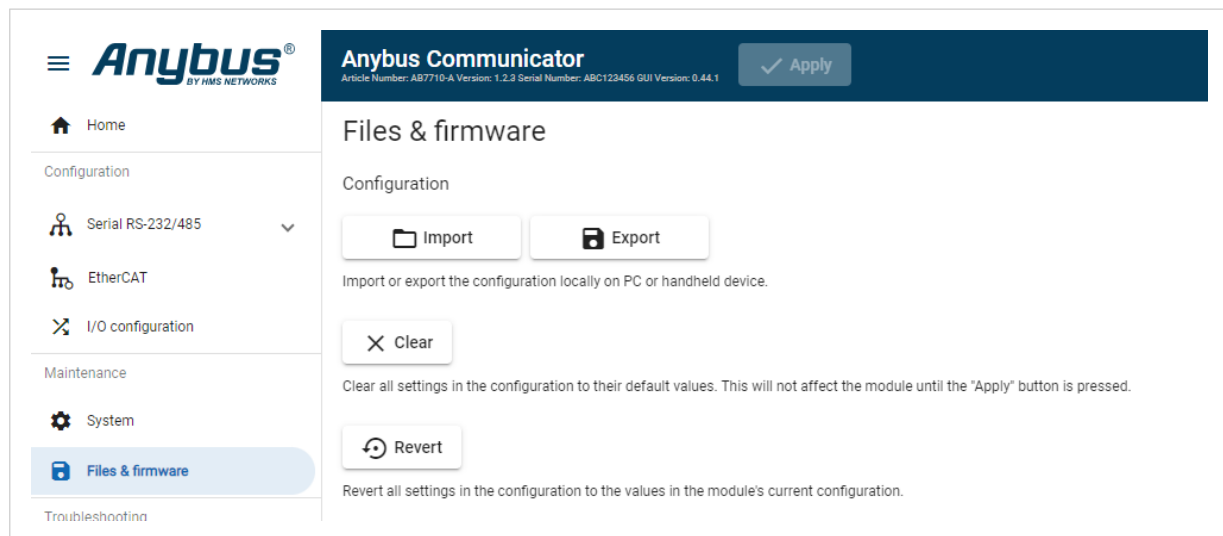 Anybus®
BY HMS NETWORKS
Anybus Communicator
Article Number: AB7710-A Version: 1.2.3 Serial Number: ABC123456 GUI Version: 0.44.1
Apply
Home
Configuration
Serial RS-232/485
EtherCAT
I/O configuration
Maintenance
System
Files & firmware
Troubleshooting
Files & firmware
Configuration
Import
Export
Import or export the configuration locally on PC or handheld device.
Clear
Clear all settings in the configuration to their default values. This will not affect the module until the "Apply" button is pressed.
Revert
Revert all settings in the configuration to the values in the module's current configuration.